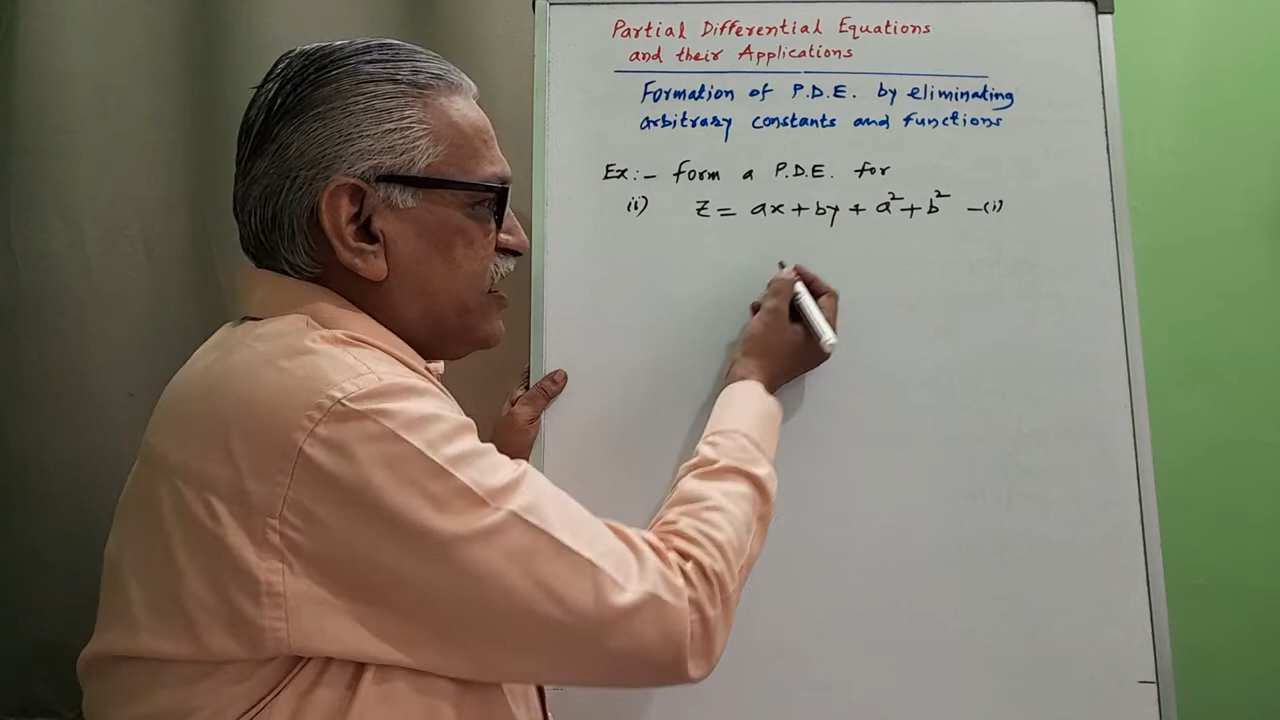 Partial Differential Equations
and their Applications
Formation of P.D.E. by eliminating
arbitrary constants and functions
Ex:- form a P.D.E. for
ii) z = ax + by + a² + b² —(i)